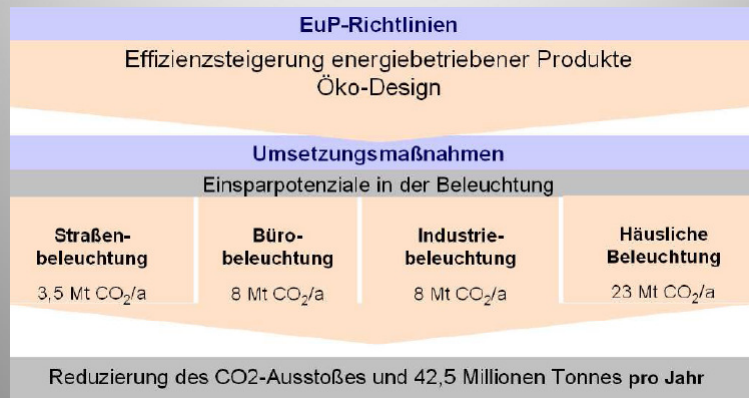 EuP-Richtlinien
Effizienzsteigerung energiebetriebener Produkte
Öko-Design
Umsetzungsmaßnahmen
Einsparpotenziale in der Beleuchtung
Straßen-
beleuchtung
3,5 Mt CO₂/a
Büro-
beleuchtung
8 Mt CO₂/a
Industrie-
beleuchtung
8 Mt CO₂/a
Häusliche
Beleuchtung
23 Mt CO₂/a
Reduzierung des CO2-Ausstoßes und 42,5 Millionen Tonnes pro Jahr